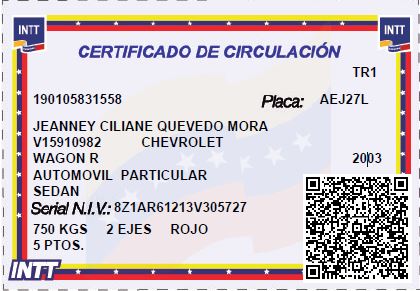 INTT INTT
CERTIFICADO DE CIRCULACIÓN
TR1
190105831558 Placa: AEJ27L
JEANNEY CILIANE QUEVEDO MORA
V15910982 CHEVROLET
WAGON R 2003
AUTOMOVIL PARTICULAR
SEDAN
Serial N.I.V.: 8Z1AR61213V305727
750 KGS 2 EJES ROJO
5 PTOS.
INTT